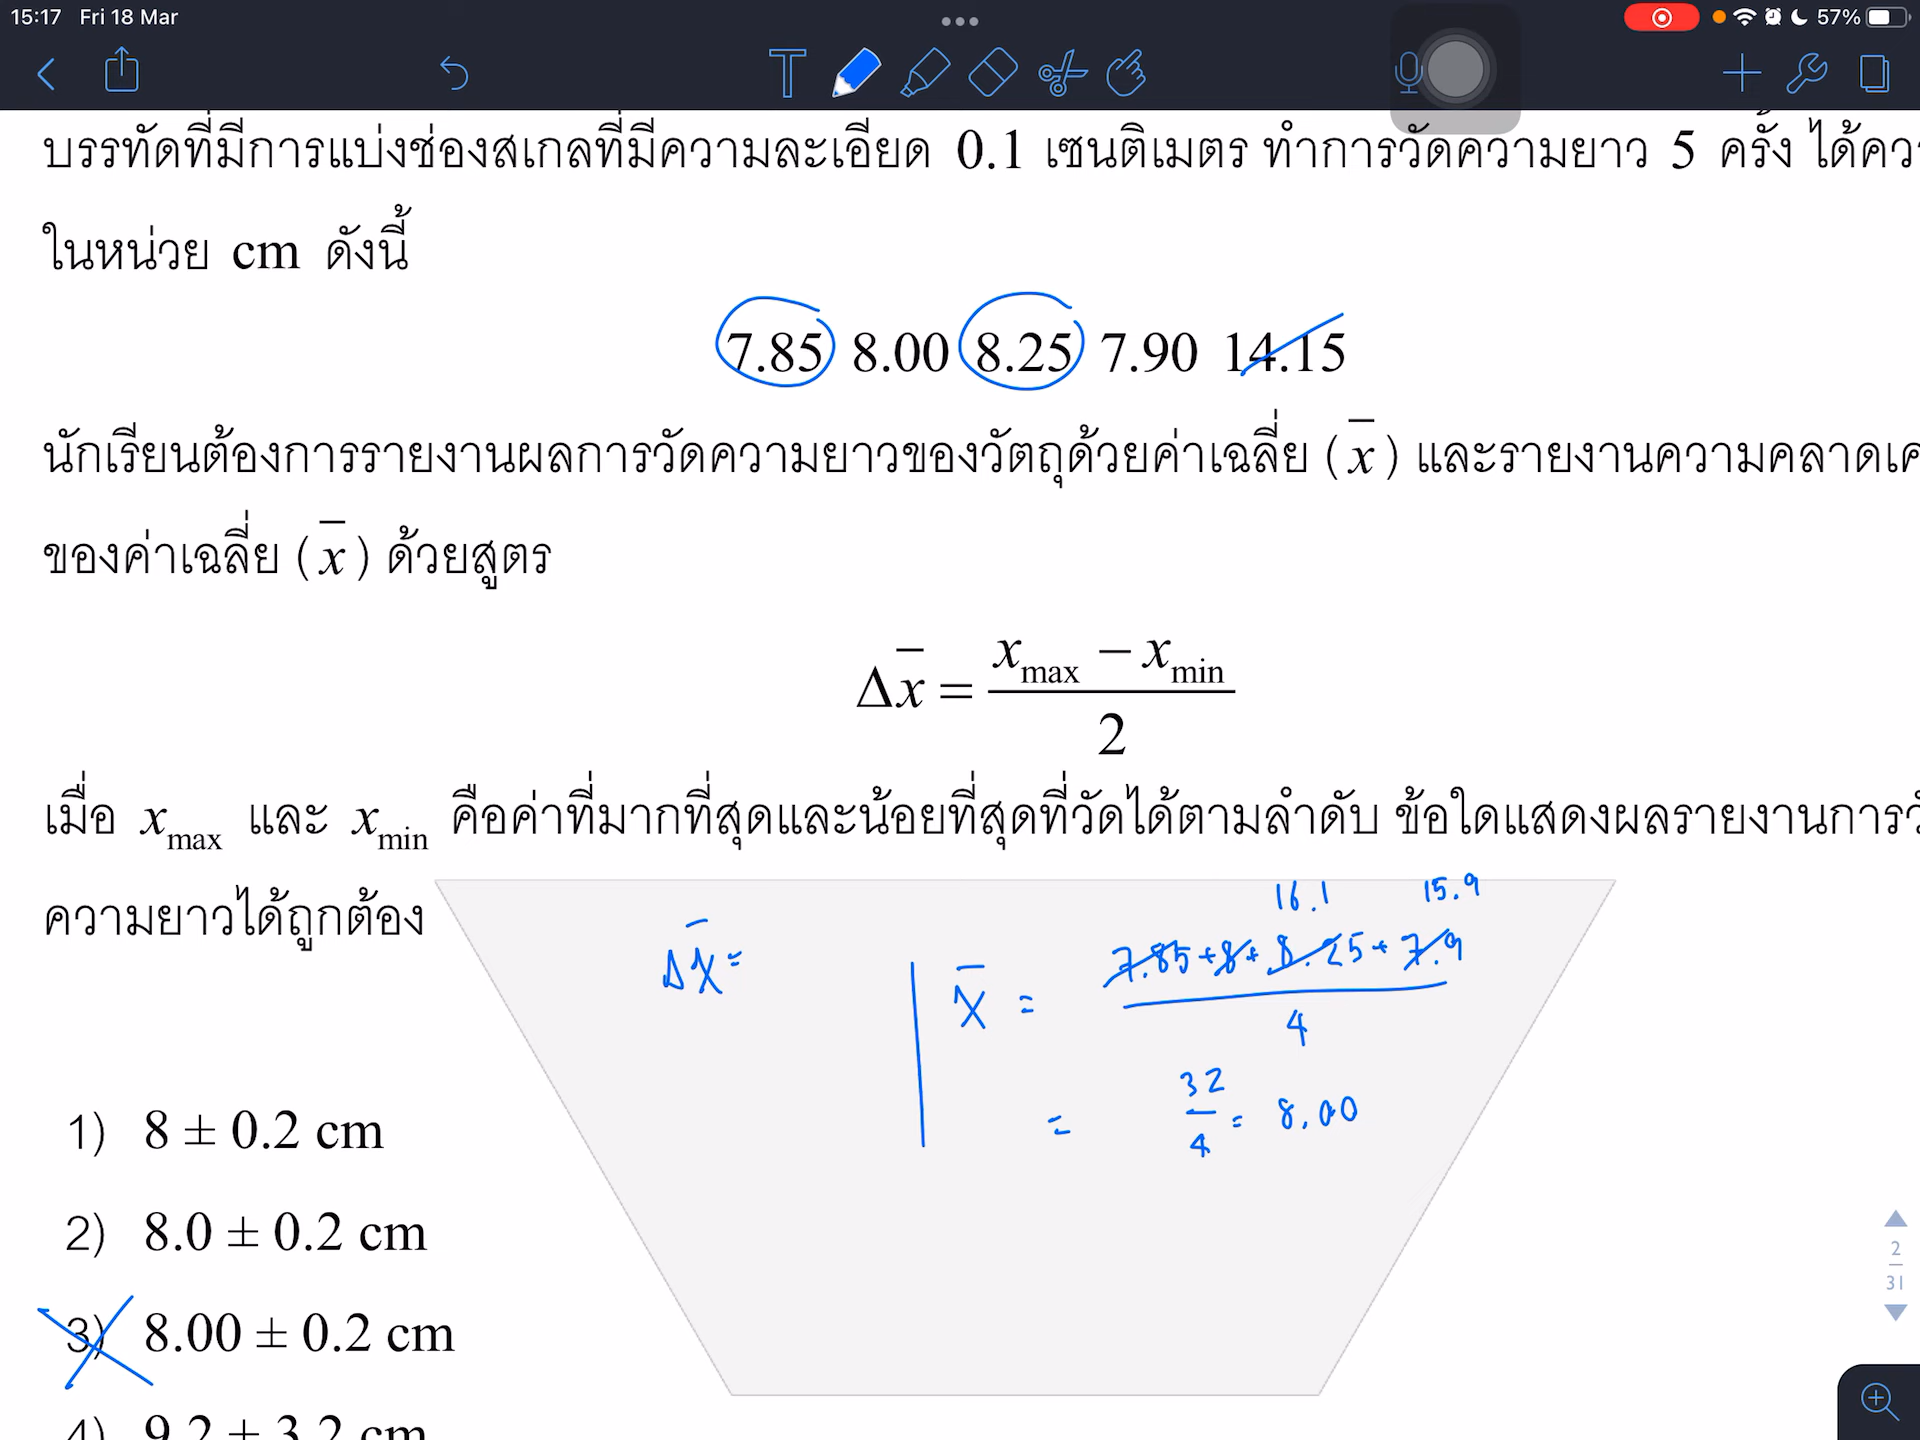 15:17 Fri 18 Mar
57%
บรรทัดที่มีการแบ่งช่องสเกลที่มีความละเอียด 0.1 เซนติเมตร ทำการวัดความยาว 5 ครั้ง ได้ควา
ในหน่วย cm ดังนี้
7.85 8.00 8.25 7.90 14.15
นักเรียนต้องการรายงานผลการวัดความยาวของวัตถุด้วยค่าเฉลี่ย (x̄) และรายงานความคลาดเค
ของค่าเฉลี่ย (x̄) ด้วยสูตร
Δx̄ = (x_max − x_min) / 2
เมื่อ x_max และ x_min คือค่าที่มากที่สุดและน้อยที่สุดที่วัดได้ตามลำดับ ข้อใดแสดงผลรายงานการวั
ความยาวได้ถูกต้อง
16.1 15.9
Δx̄ =
x̄ = (7.85 + 8 + 8.25 + 7.9) / 4
= 32/4 = 8.00
1) 8 ± 0.2 cm
2) 8.0 ± 0.2 cm
3) 8.00 ± 0.2 cm
4) 9.2 ± 3.2 cm
2
31